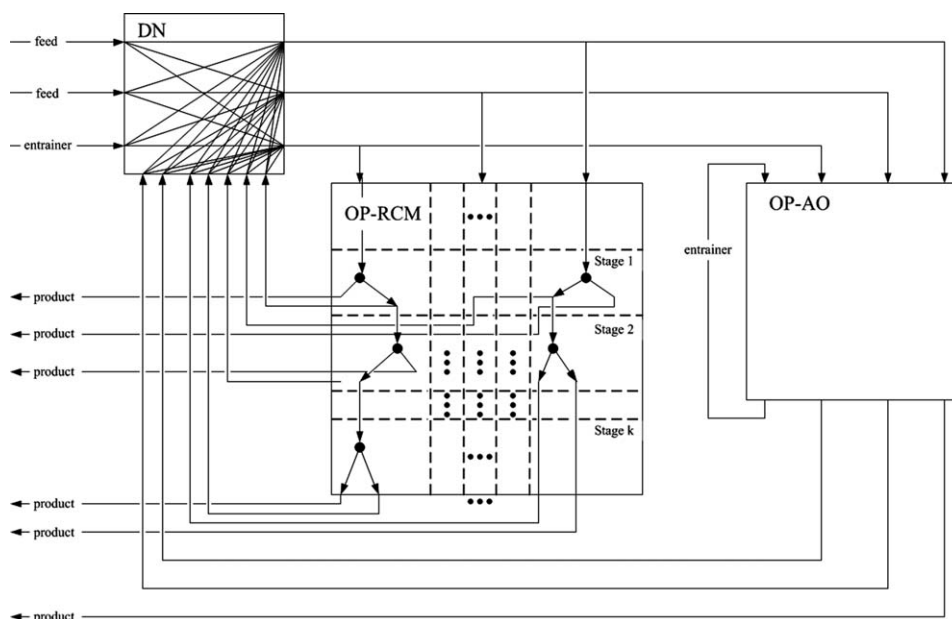 DN
feed
feed
entrainer
OP-RCM
OP-AO
Stage 1
entrainer
product
product
Stage 2
product
Stage k
product
product
product